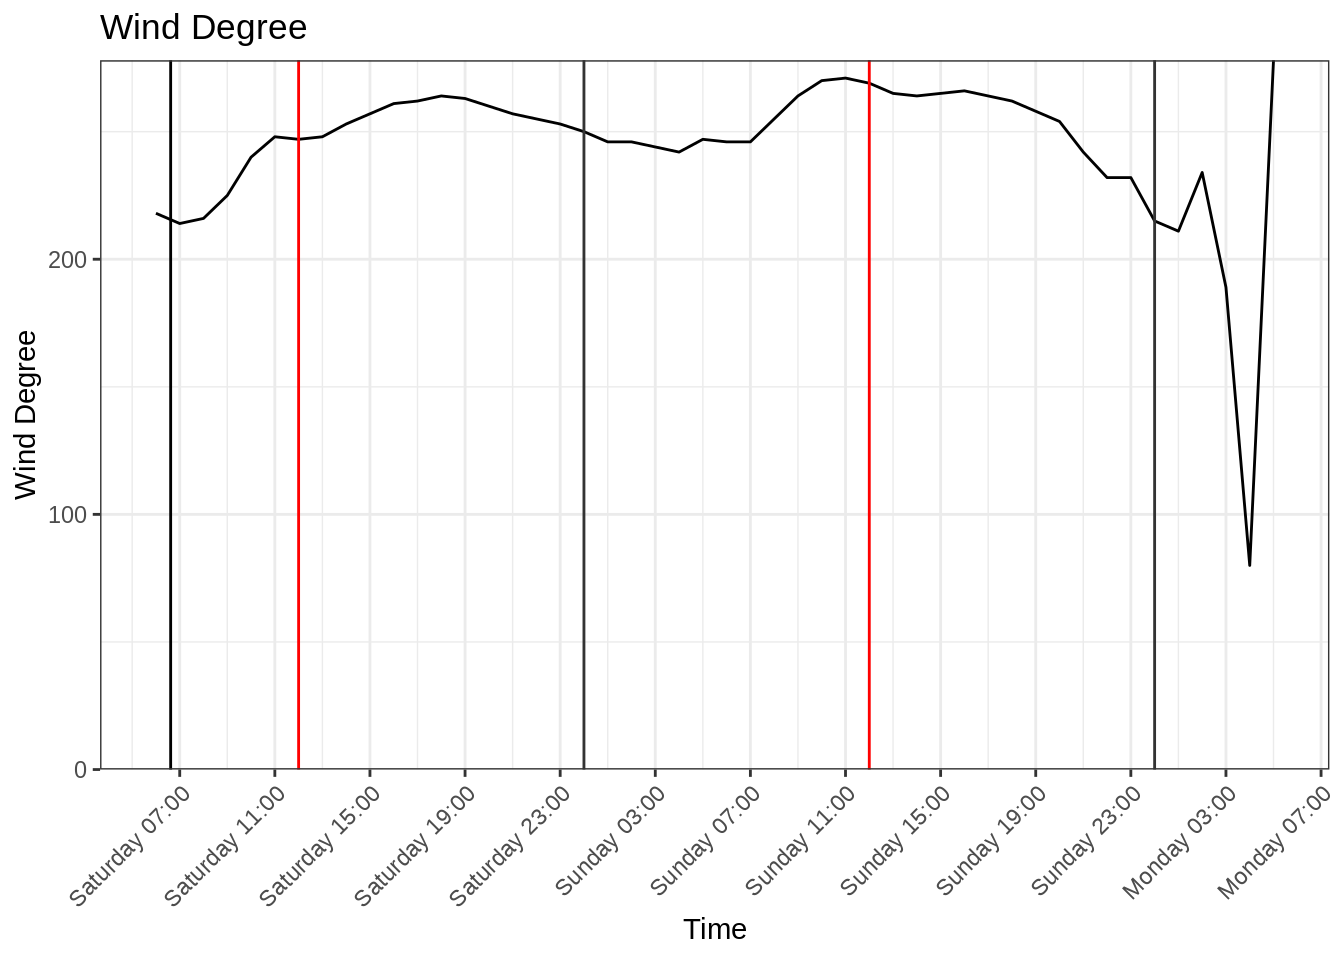 Wind Degree
Wind Degree
200
100
0
Saturday 07:00
Saturday 11:00
Saturday 15:00
Saturday 19:00
Saturday 23:00
Sunday 03:00
Sunday 07:00
Sunday 11:00
Sunday 15:00
Sunday 19:00
Sunday 23:00
Monday 03:00
Monday 07:00
Time